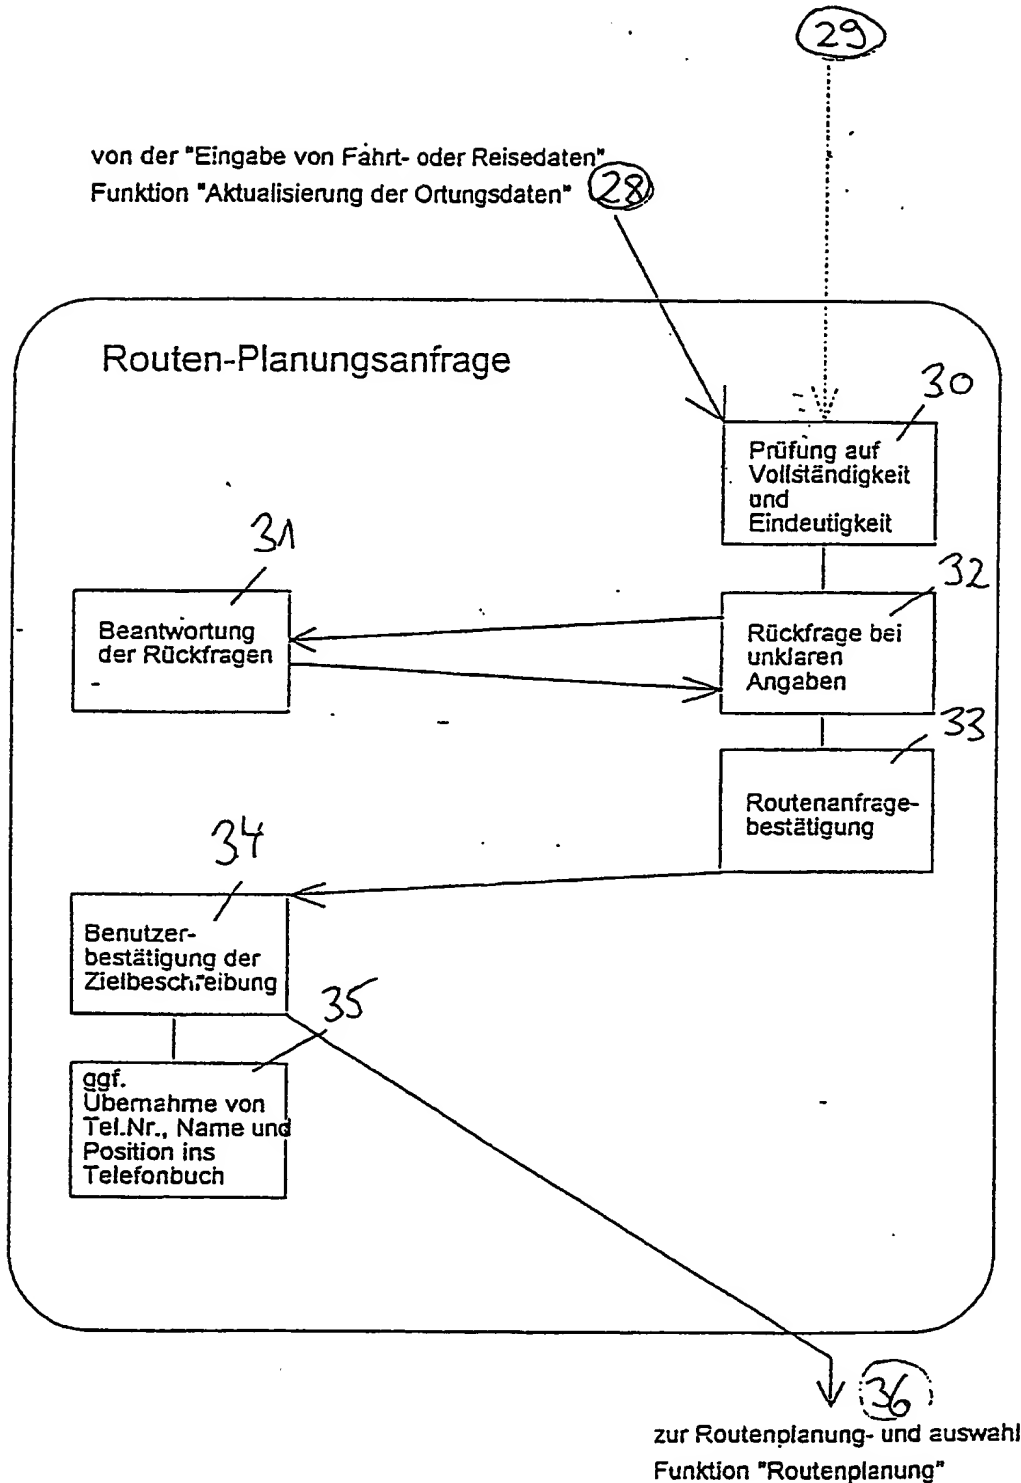 29
von der "Eingabe von Fahrt- oder Reisedaten"
Funktion "Aktualisierung der Ortungsdaten" 28
Routen-Planungsanfrage
30
Prüfung auf
Vollständigkeit
und
Eindeutigkeit
31
Beantwortung
der Rückfragen
32
Rückfrage bei
unklaren
Angaben
33
Routenanfrage-
bestätigung
34
Benutzer-
bestätigung der
Zielbeschreibung
35
ggf.
Übernahme von
Tel.Nr., Name und
Position ins
Telefonbuch
36
zur Routenplanung- und auswahl
Funktion "Routenplanung"